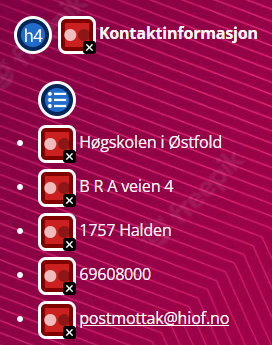 h4 Kontaktinformasjon
Høgskolen i Østfold
B R A veien 4
1757 Halden
69608000
postmottak@hiof.no